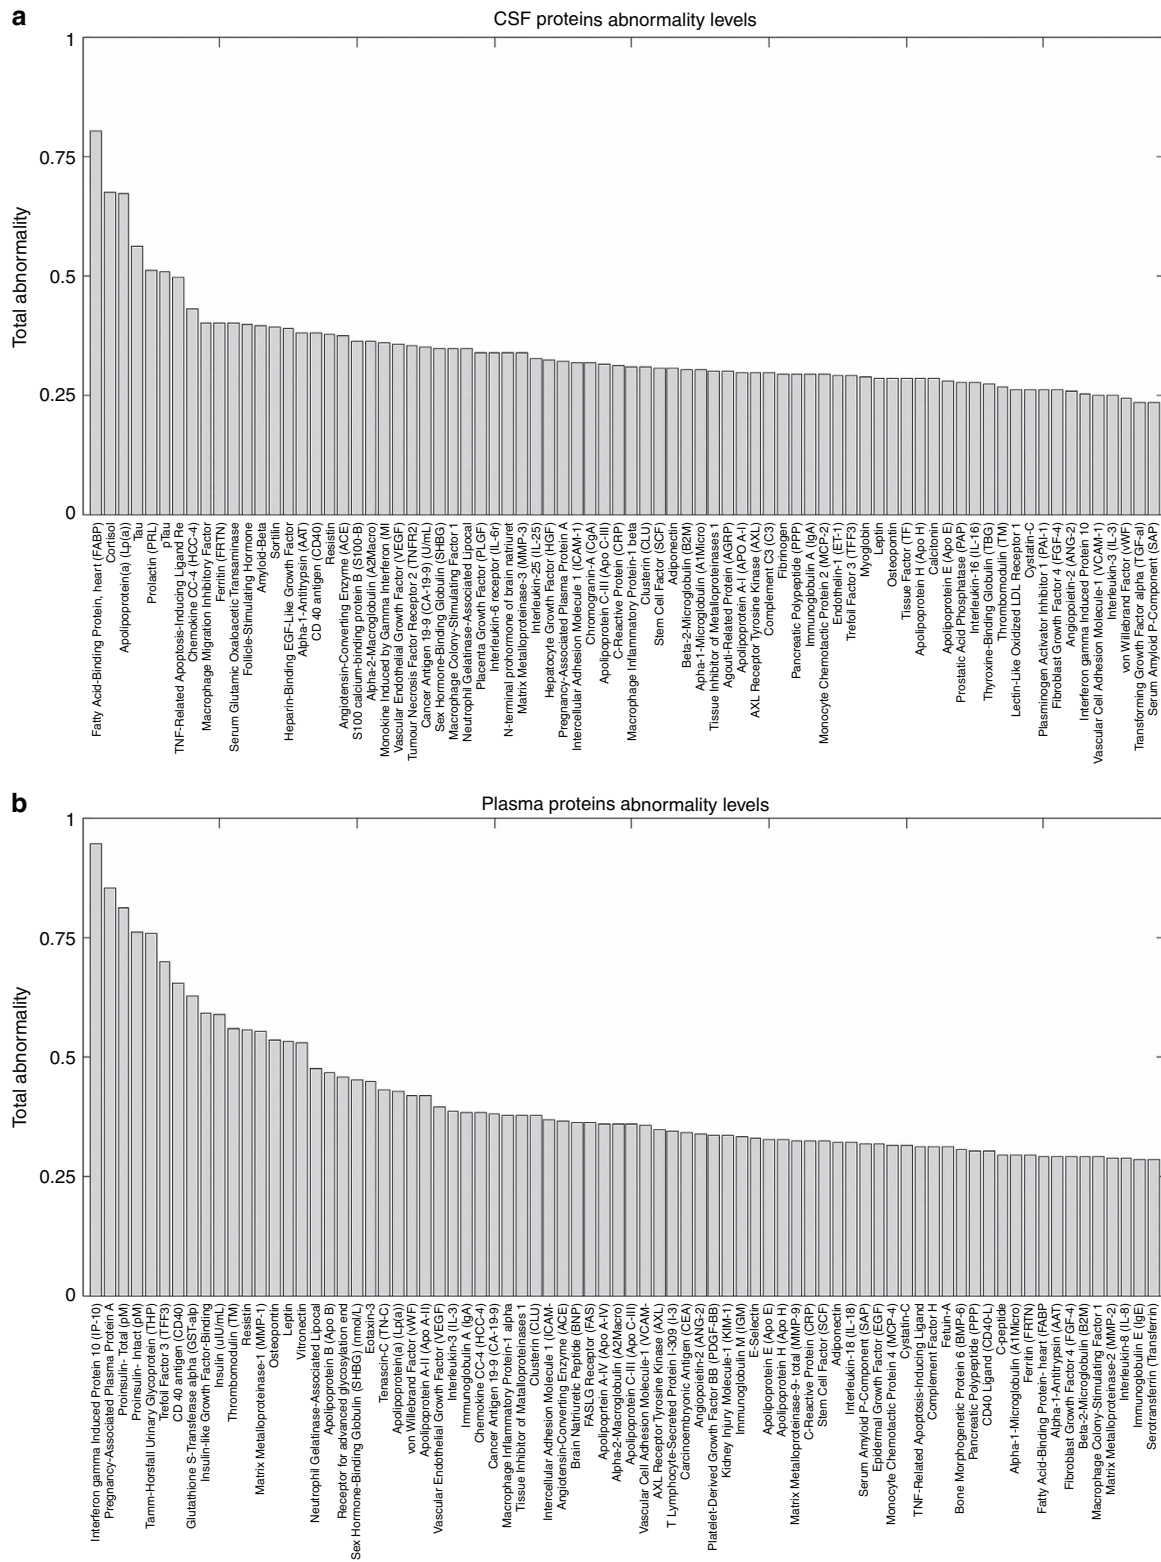 a
CSF proteins abnormality levels
1
0.75
0.5
0.25
0
Total abnormality
Fatty Acid-Binding Protein, heart (FABP)
Cortisol
Apolipoprotein(a) (Lp(a))
Tau
Prolactin (PRL)
pTau
TNF-Related Apoptosis-Inducing Ligand Re
Chemokine CC-4 (HCC-4)
Macrophage Migration Inhibitory Factor
Ferritin (FRTN)
Serum Glutamic Oxaloacetic Transaminase
Follicle-Stimulating Hormone
Amyloid-Beta
Sortilin
Heparin-Binding EGF-Like Growth Factor
Alpha-1-Antitrypsin (AAT)
CD 40 antigen (CD40)
Resistin
Angiotensin-Converting Enzyme (ACE)
S100 calcium-binding protein B (S100-B)
Alpha-2-Macroglobulin (A2Macro)
Monokine Induced by Gamma Interferon (MI
Vascular Endothelial Growth Factor (VEGF)
Tumour Necrosis Factor Receptor 2 (TNFR2)
Cancer Antigen 19-9 (CA-19-9) (U/mL)
Sex Hormone-Binding Globulin (SHBG)
Macrophage Colony-Stimulating Factor 1
Neutrophil Gelatinase-Associated Lipocal
Placenta Growth Factor (PLGF)
Interleukin-6 receptor (IL-6r)
N-terminal prohormone of brain natriuret
Matrix Metalloproteinase-3 (MMP-3)
Interleukin-25 (IL-25)
Hepatocyte Growth Factor (HGF)
Pregnancy-Associated Plasma Protein A
Intercellular Adhesion Molecule 1 (ICAM-1)
Chromogranin-A (CgA)
Apolipoprotein C-III (Apo C-III)
C-Reactive Protein (CRP)
Macrophage Inflammatory Protein-1 beta
Clusterin (CLU)
Stem Cell Factor (SCF)
Adiponectin
Beta-2-Microglobulin (B2M)
Apha-1-Microglobulin (A1Micro)
Tissue Inhibitor of Metalloproteinases 1
Agouti-Related Protein (AGRP)
Apolipoprotein A-I (APO A-I)
AXL Receptor Tyrosine Kinase (AXL)
Complement C3 (C3)
Fibrinogen
Pancreatic Polypeptide (PPP)
Immunoglobulin A (IgA)
Monocyte Chemotactic Protein 2 (MCP-2)
Endothelin-1 (ET-1)
Trefoil Factor 3 (TFF3)
Myoglobin
Leptin
Osteopontin
Tissue Factor (TF)
Apolipoprotein H (Apo H)
Calcitonin
Apolipoprotein E (Apo E)
Prostatic Acid Phosphatase (PAP)
Interleukin-16 (IL-16)
Thyroxine-Binding Globulin (TBG)
Thrombomodulin (TM)
Lectin-Like Oxidized LDL Receptor 1
Cystatin-C
Plasminogen Activator Inhibitor 1 (PAI-1)
Fibroblast Growth Factor 4 (FGF-4)
Angiopoietin-2 (ANG-2)
Interferon gamma Induced Protein 10
Vascular Cell Adhesion Molecule-1 (VCAM-1)
Interleukin-3 (IL-3)
von Willebrand Factor (vWF)
Transforming Growth Factor alpha (TGF-al)
Serum Amyloid P-Component (SAP)
b
Plasma proteins abnormality levels
1
0.75
0.5
0.25
0
Total abnormality
Interferon gamma Induced Protein 10 (IP-10)
Pregnancy-Associated Plasma Protein A
Proinsulin- Total (pM)
Proinsulin- Intact (pM)
Tamm-Horsfall Urinary Glycoprotein (THP)
Trefoil Factor 3 (TFF3)
CD 40 antigen (CD40)
Glutathione S-Transferase alpha (GST-alp)
Insulin-like Growth Factor-Binding
Insulin (uIU/mL)
Thrombomodulin (TM)
Resistin
Matrix Metalloproteinase-1 (MMP-1)
Osteopontin
Leptin
Vitronectin
Neutrophil Gelatinase-Associated Lipocal
Apolipoprotein B (Apo B)
Receptor for advanced glycosylation end
Sex Hormone-Binding Globulin (SHBG) (nmol/L)
Eotaxin-3
Tenascin-C (TN-C)
Apolipoprotein(a) (Lp(a))
von Willebrand Factor (vWF)
Apolipoprotein A-II (Apo A-II)
Vascular Endothelial Growth Factor (VEGF)
Interleukin-3 (IL-3)
Immunoglobulin A (IgA)
Chemokine CC-4 (HCC-4)
Cancer Antigen 19-9 (CA-19-9)
Macrophage Inflammatory Protein-1 alpha
Tissue Inhibitor of Metalloproteinases 1
Clusterin (CLU)
Intercellular Adhesion Molecule 1 (ICAM-
Angiotensin-Converting Enzyme (ACE)
Brain Natriuretic Peptide (BNP)
FASLG Receptor (FAS)
Apolipoprtein A-IV (Apo A-IV)
Alpha-2-Macroglobulin (A2Macro)
Apolipoprotein C-III (Apo C-III)
Vascular Cell Adhesion Molecule-1 (VCAM-
AXL Receptor Tyrosine Kinase (AXL)
T Lymphocyte-Secreted Protein I-309 (I-3)
Carcinoembryonic Antigen (CEA)
Angiopoietin-2 (ANG-2)
Platelet-Derived Growth Factor BB (PDGF-BB)
Kidney Injury Molecule-1 (KIM-1)
Immunoglobulin M (IGM)
E-Selectin
Apolipoprotein E (Apo E)
Apolipoprotein H (Apo H)
Matrix Metalloproteinase-9- total (MMP-9)
C-Reactive Protein (CRP)
Stem Cell Factor (SCF)
Adiponectin
Interleukin-18 (IL-18)
Serum Amyloid P-Component (SAP)
Epidermal Growth Factor (EGF)
Monocyte Chemotactic Protein 4 (MCP-4)
Cystatin-C
TNF-Related Apoptosis-Inducing Ligand
Complement Factor H
Fetuin-A
Bone Morphogenetic Protein 6 (BMP-6)
Pancreatic Polypeptide (PPP)
CD40 Ligand (CD40-L)
C-peptide
Alpha-1-Microglobulin (A1Micro)
Ferritin (FRTN)
Fatty Acid-Binding Protein- heart (FABP
Alpha-1-Antitrypsin (AAT)
Fibroblast Growth Factor 4 (FGF-4)
Beta-2-Microglobulin (B2M)
Macrophage Colony-Stimulating Factor 1
Matrix Metalloproteinase-2 (MMP-2)
Interleukin-8 (IL-8)
Immunoglobulin E (IgE)
Serotransferrin (Transferrin)